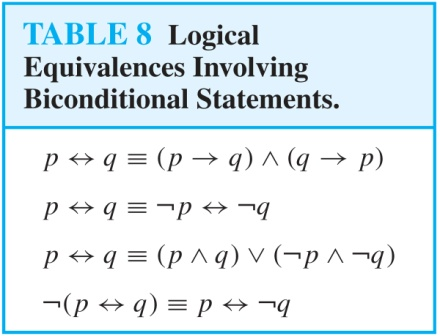 TABLE 8 Logical
Equivalences Involving
Biconditional Statements.
p ↔ q ≡ (p → q) ∧ (q → p)
p ↔ q ≡ ¬p ↔ ¬q
p ↔ q ≡ (p ∧ q) ∨ (¬p ∧ ¬q)
¬(p ↔ q) ≡ p ↔ ¬q